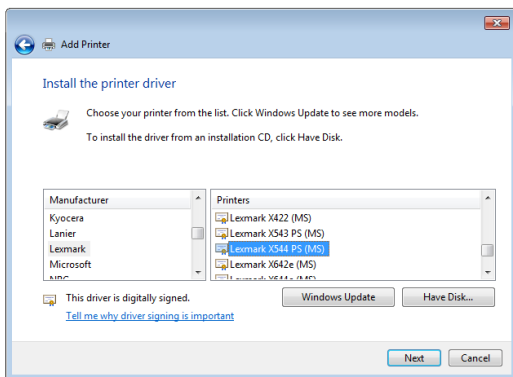 Add Printer
Install the printer driver
Choose your printer from the list. Click Windows Update to see more models.
To install the driver from an installation CD, click Have Disk.
Manufacturer
Kyocera
Lanier
Lexmark
Microsoft
Printers
Lexmark X422 (MS)
Lexmark X543 PS (MS)
Lexmark X544 PS (MS)
Lexmark X642e (MS)
This driver is digitally signed.
Tell me why driver signing is important
Windows Update
Have Disk...
Next
Cancel